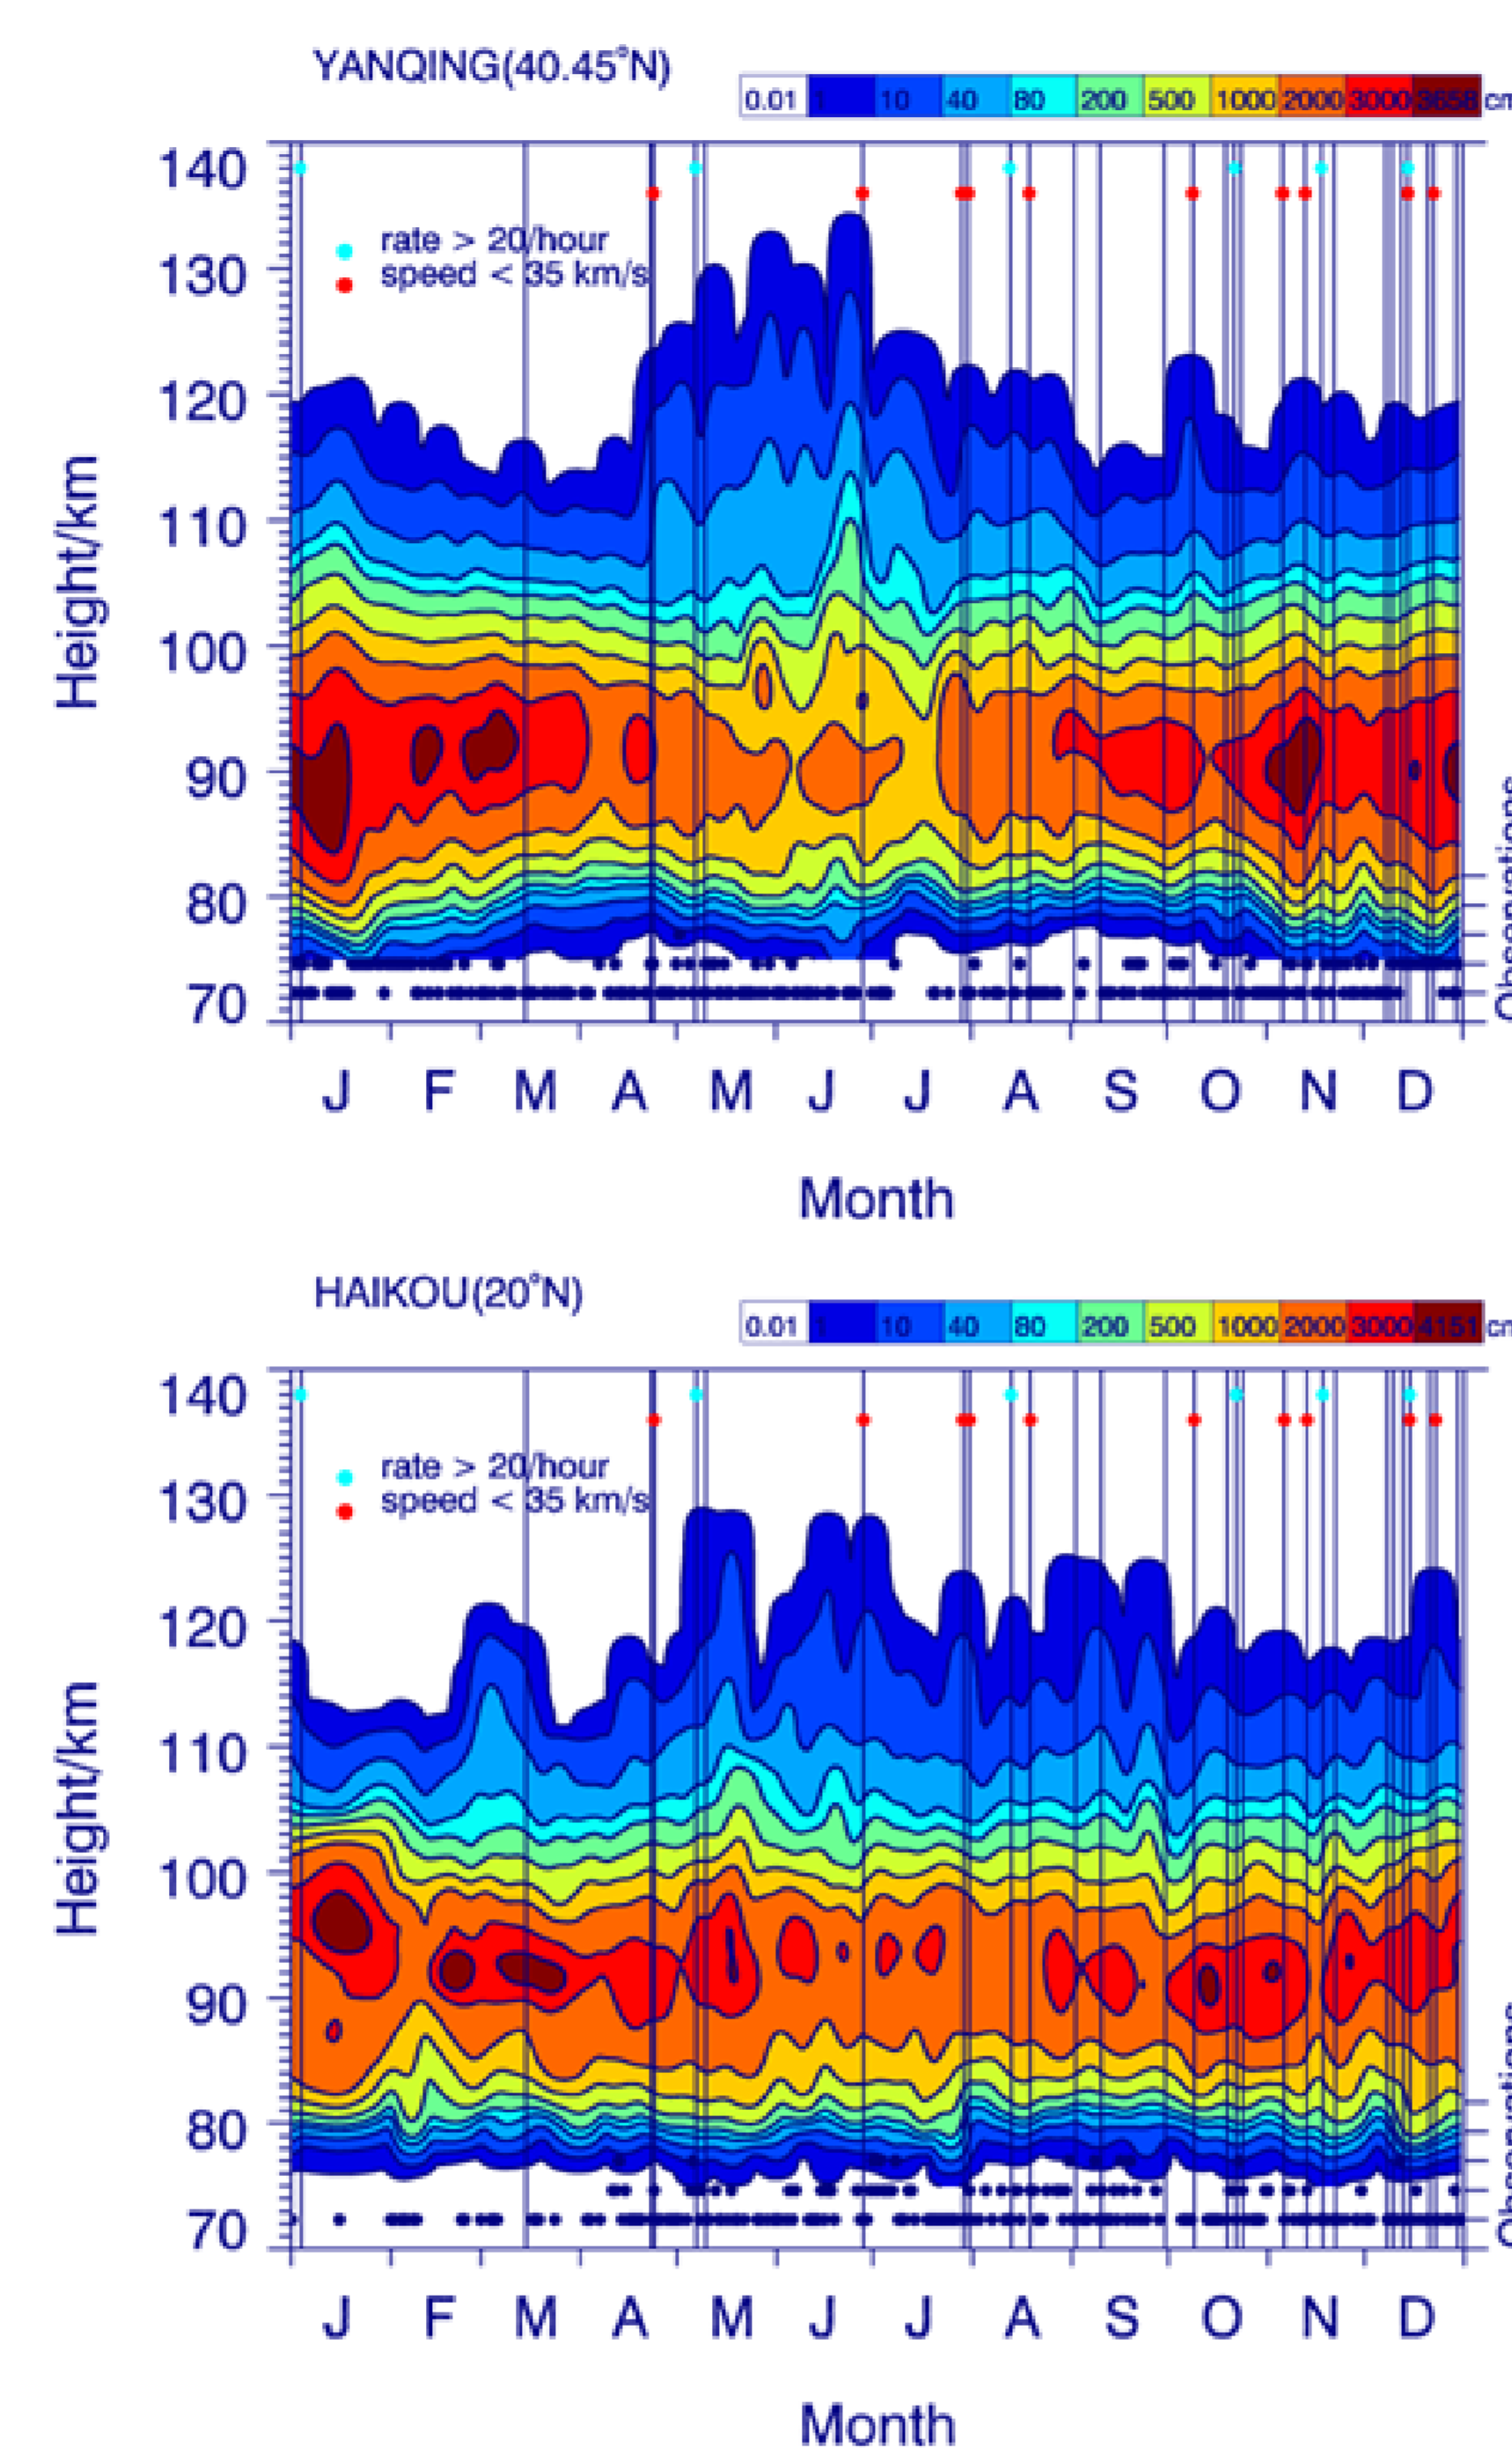 YANQING(40.45°N)
0.01 1 10 40 80 200 500 1000 2000 3000 3658
140
rate > 20/hour
speed < 35 km/s
130
120
110
100
90
80
70
Height/km
Observations
J F M A M J J A S O N D
Month
HAIKOU(20°N)
0.01 1 10 40 80 200 500 1000 2000 3000 4151
140
rate > 20/hour
speed < 35 km/s
130
120
110
100
90
80
70
Height/km
Observations
J F M A M J J A S O N D
Month